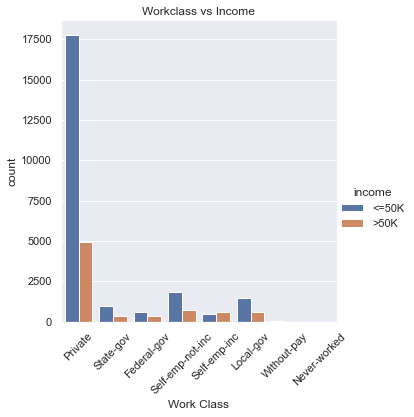 Workclass vs Income
17500
15000
12500
10000
7500
5000
2500
0
count
Private
State-gov
Federal-gov
Self-emp-not-inc
Self-emp-inc
Local-gov
Without-pay
Never-worked
Work Class
income
<=50K
>50K